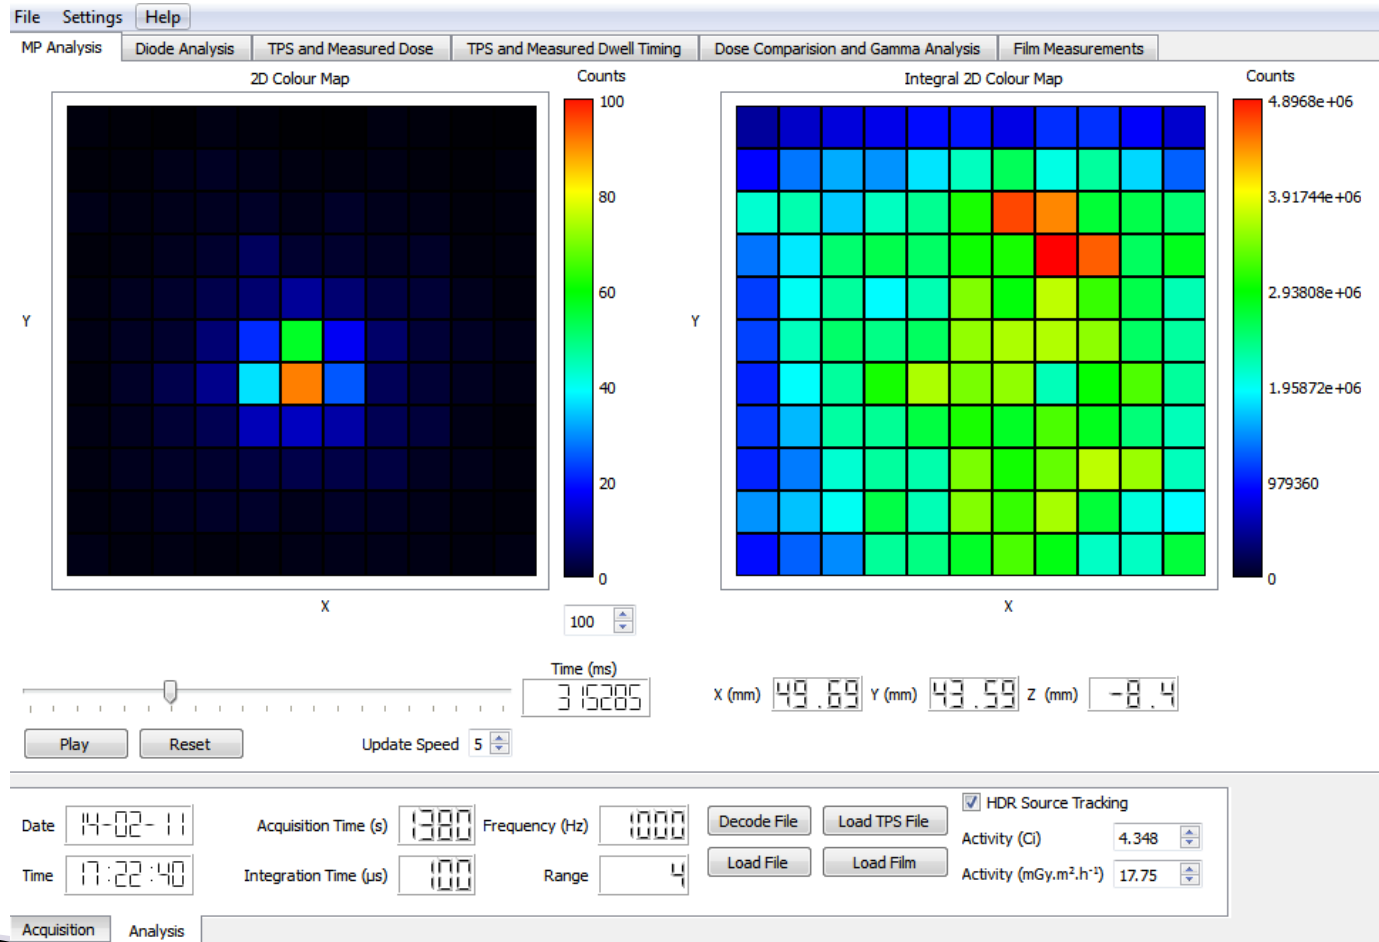 File Settings Help
MP Analysis Diode Analysis TPS and Measured Dose TPS and Measured Dwell Timing Dose Comparision and Gamma Analysis Film Measurements
2D Colour Map Counts Integral 2D Colour Map Counts
100 4.8968e+06
80 3.91744e+06
60 2.93808e+06
Y Y
40 1.95872e+06
20 979360
0 0
X X
100
Time (ms)
315285
X (mm) 49.69 Y (mm) 43.59 Z (mm) -8.4
Play Reset Update Speed 5
HDR Source Tracking
Date 14-02-11 Acquisition Time (s) 1380 Frequency (Hz) 1000 Decode File Load TPS File
Activity (Ci) 4.348
Time 17:22:40 Integration Time (µs) 100 Range 4 Load File Load Film
Activity (mGy.m².h⁻¹) 17.75
Acquisition Analysis